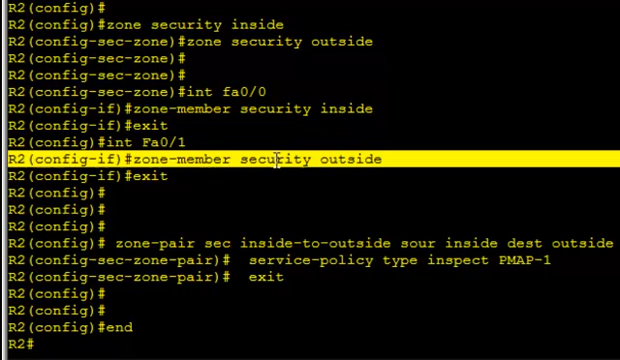 R2(config)#
R2(config)#zone security inside
R2(config-sec-zone)#zone security outside
R2(config-sec-zone)#
R2(config-sec-zone)#
R2(config-sec-zone)#int fa0/0
R2(config-if)#zone-member security inside
R2(config-if)#exit
R2(config)#int Fa0/1
R2(config-if)#zone-member security outside
R2(config-if)#exit
R2(config)#
R2(config)#
R2(config)#
R2(config)# zone-pair sec inside-to-outside sour inside dest outside
R2(config-sec-zone-pair)#  service-policy type inspect PMAP-1
R2(config-sec-zone-pair)#  exit
R2(config)#
R2(config)#
R2(config)#end
R2#